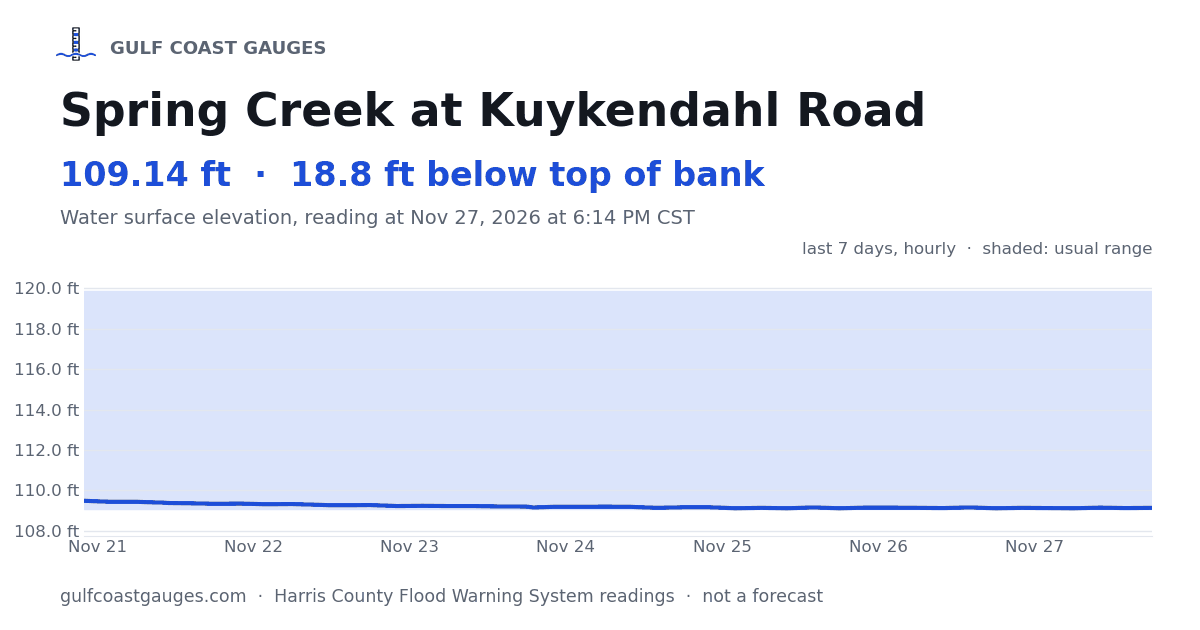 GULF COAST GAUGES
Spring Creek at Kuykendahl Road
109.14 ft · 18.8 ft below top of bank
Water surface elevation, reading at Nov 27, 2026 at 6:14 PM CST
last 7 days, hourly · shaded: usual range
120.0 ft
118.0 ft
116.0 ft
114.0 ft
112.0 ft
110.0 ft
108.0 ft
Nov 21 Nov 22 Nov 23 Nov 24 Nov 25 Nov 26 Nov 27
gulfcoastgauges.com · Harris County Flood Warning System readings · not a forecast